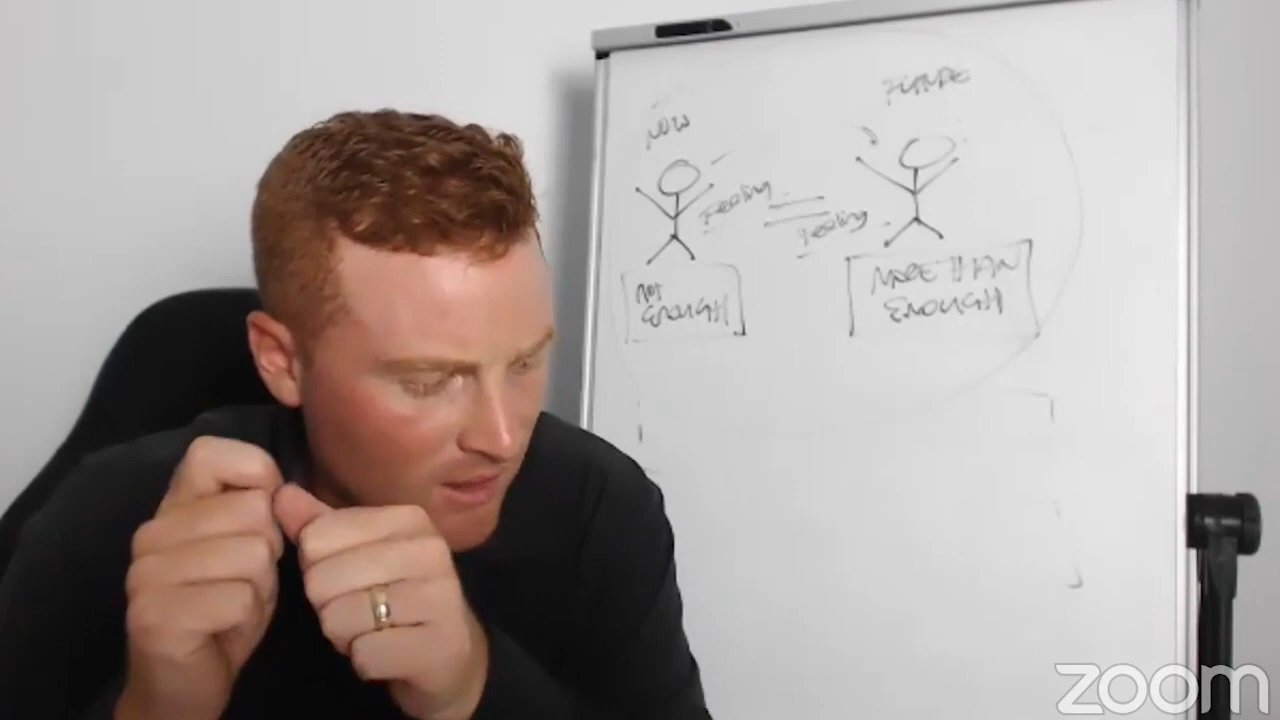 NOW
FUTURE
Feeling
Feeling
NOT
ENOUGH
MORE THAN
ENOUGH
zoom